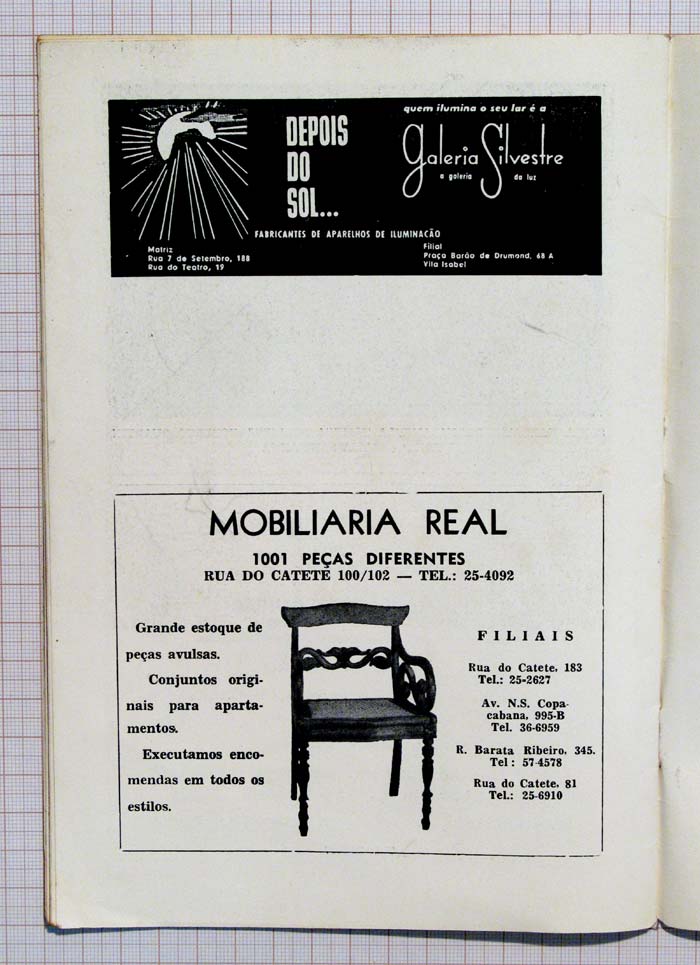 DEPOIS
DO
SOL...
quem ilumina o seu lar é a
Galeria Silvestre
a galeria da luz
FABRICANTES DE APARELHOS DE ILUMINACÃO
Matriz
Rua 7 de Setembro, 188
Rua do Teatro, 19
Filial
Praça Barão de Drumond, 68 A
Vila Isabel
MOBILIARIA REAL
1001 PEÇAS DIFERENTES
RUA DO CATETE 100/102 — TEL.: 25-4092
Grande estoque de
peças avulsas.
Conjuntos origi-
nais para aparta-
mentos.
Executamos enco-
mendas em todos os
estilos.
FILIAIS
Rua do Catete, 183
Tel.: 25-2627
Av. N.S. Copa-
cabana, 995-B
Tel. 36-6959
R. Barata Ribeiro, 345.
Tel : 57-4578
Rua do Catete, 81
Tel.: 25-6910